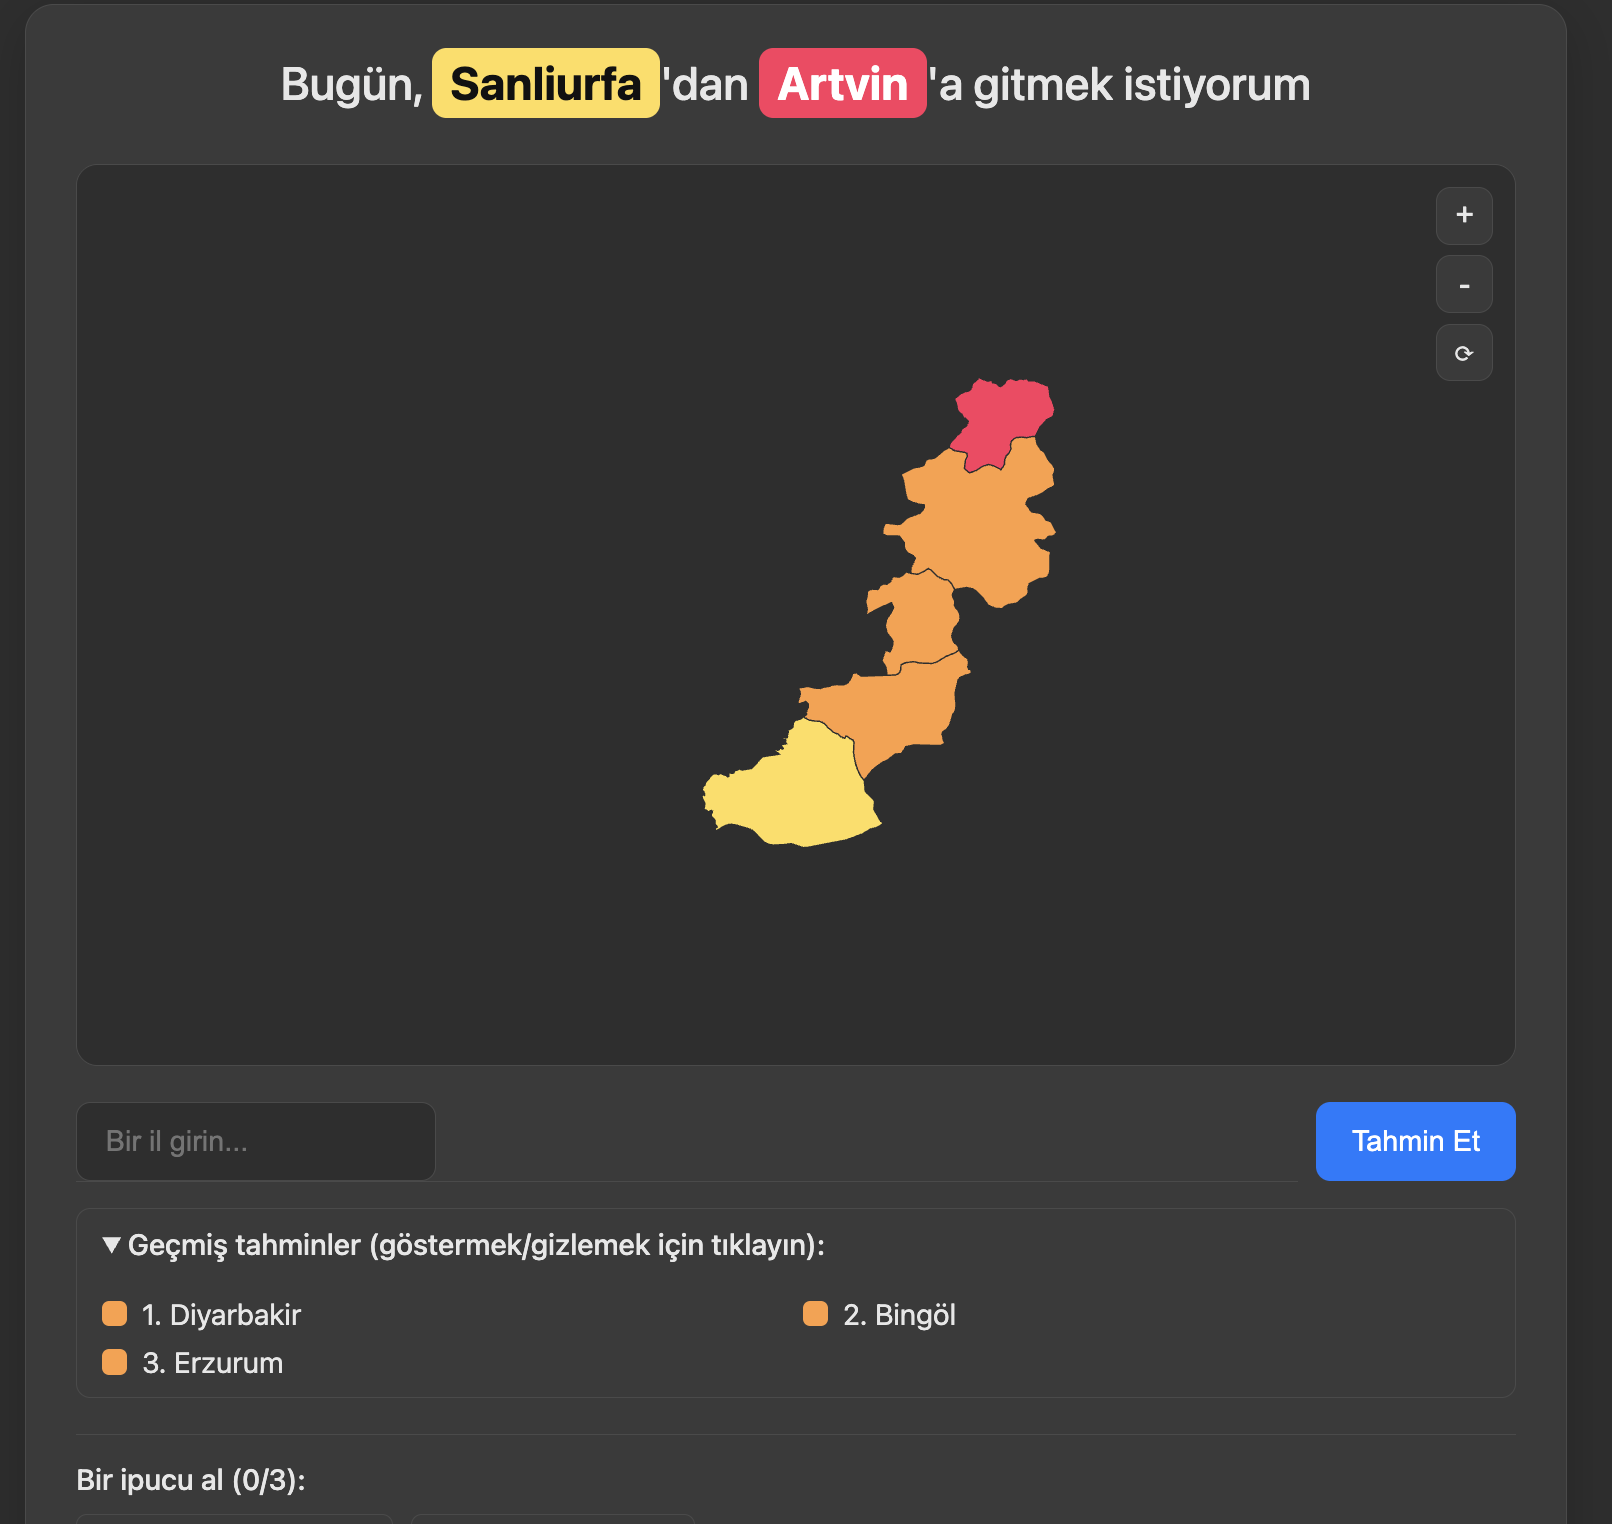 Bugün, Sanliurfa'dan Artvin'a gitmek istiyorum
+
-
⟳
Bir il girin...
Tahmin Et
▼ Geçmiş tahminler (göstermek/gizlemek için tıklayın):
1. Diyarbakir
2. Bingöl
3. Erzurum
Bir ipucu al (0/3):